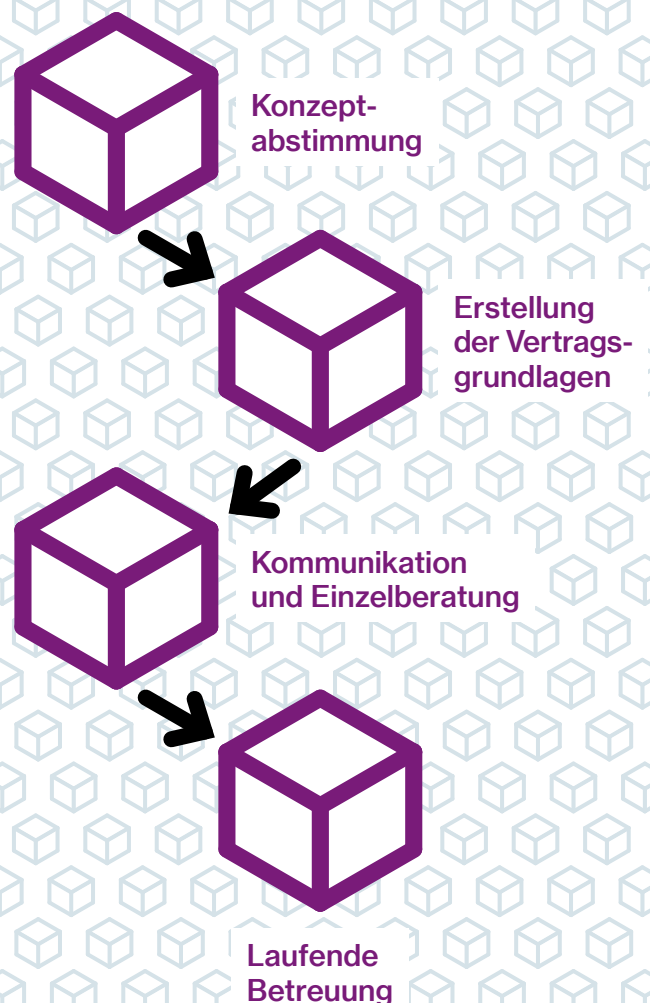 Konzept-
abstimmung
Erstellung
der Vertrags-
grundlagen
Kommunikation
und Einzelberatung
Laufende
Betreuung